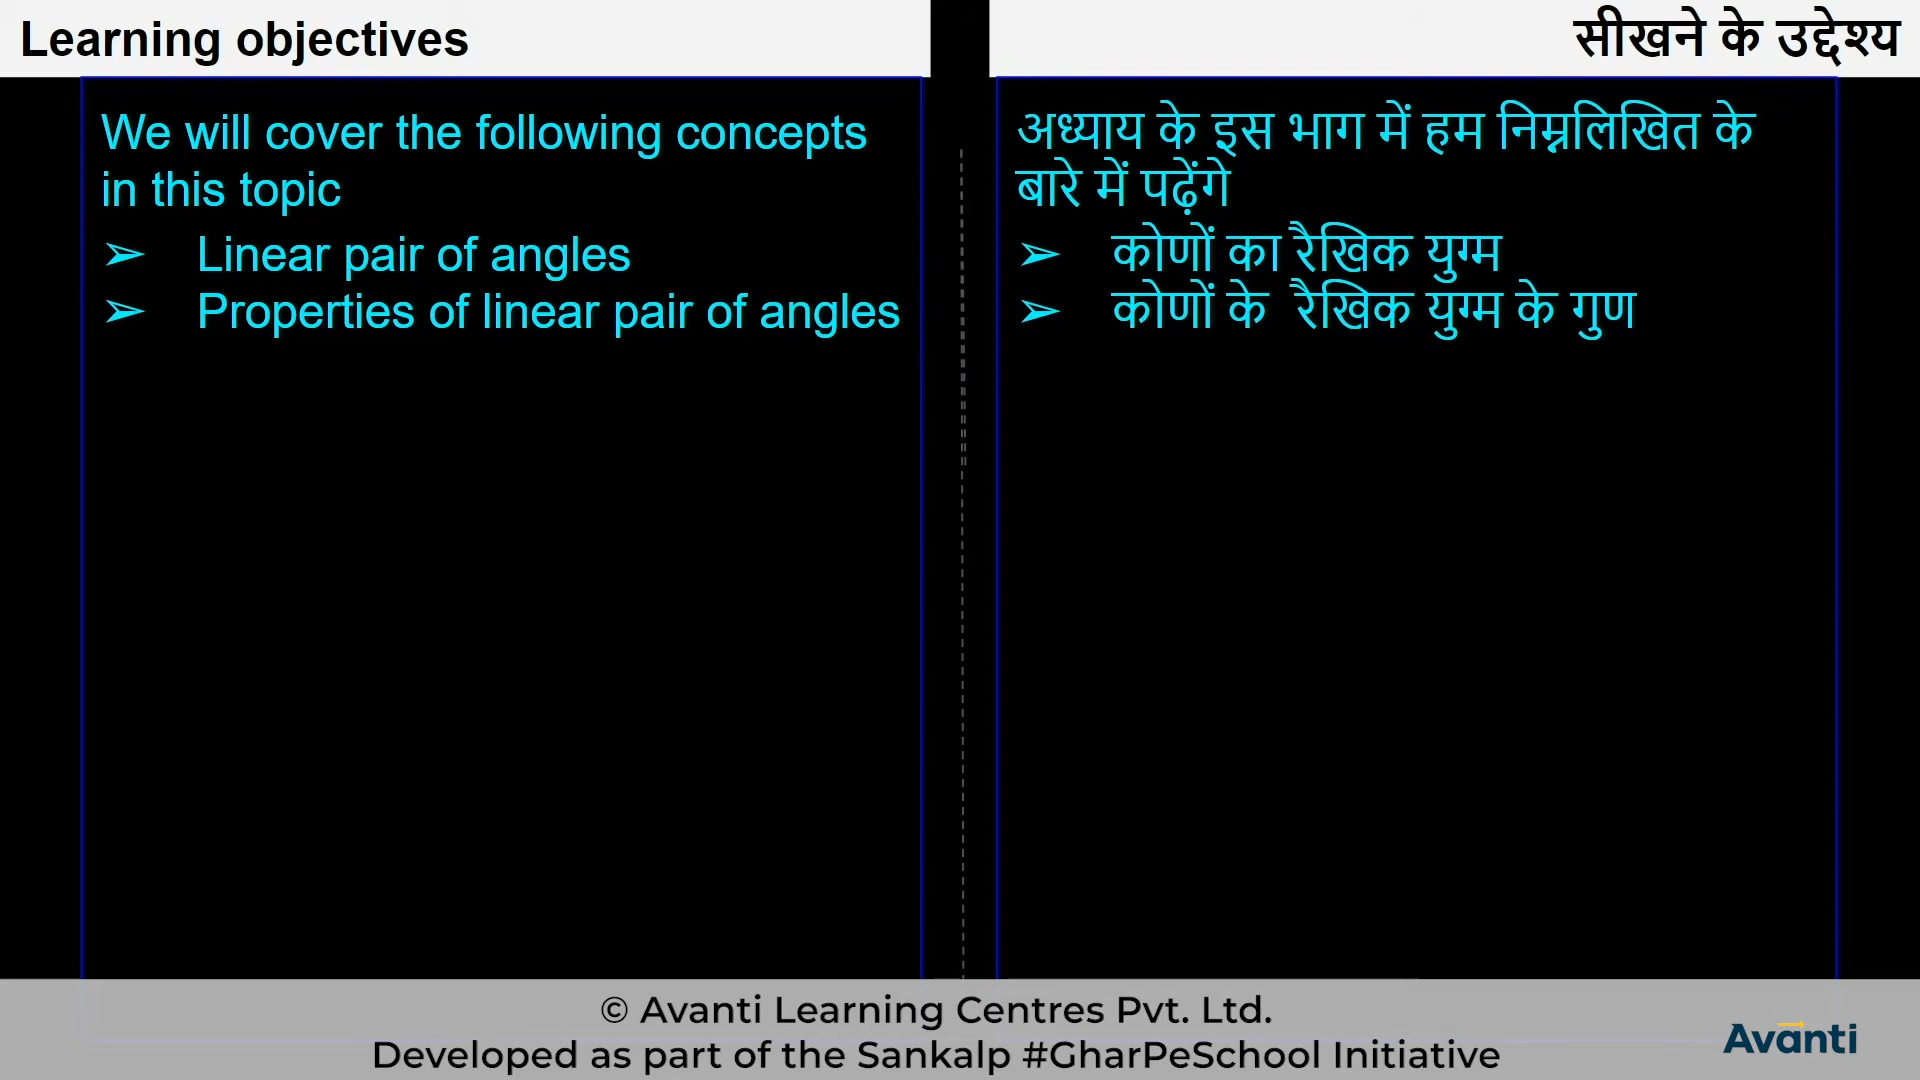 Learning objectives
We will cover the following concepts
in this topic
➢ Linear pair of angles
➢ Properties of linear pair of angles
सीखने के उद्देश्य
अध्याय के इस भाग में हम निम्नलिखित के
बारे में पढ़ेंगे
➢ कोणों का रैखिक युग्म
➢ कोणों के रैखिक युग्म के गुण
© Avanti Learning Centres Pvt. Ltd.
Developed as part of the Sankalp #GharPeSchool Initiative
Avanti